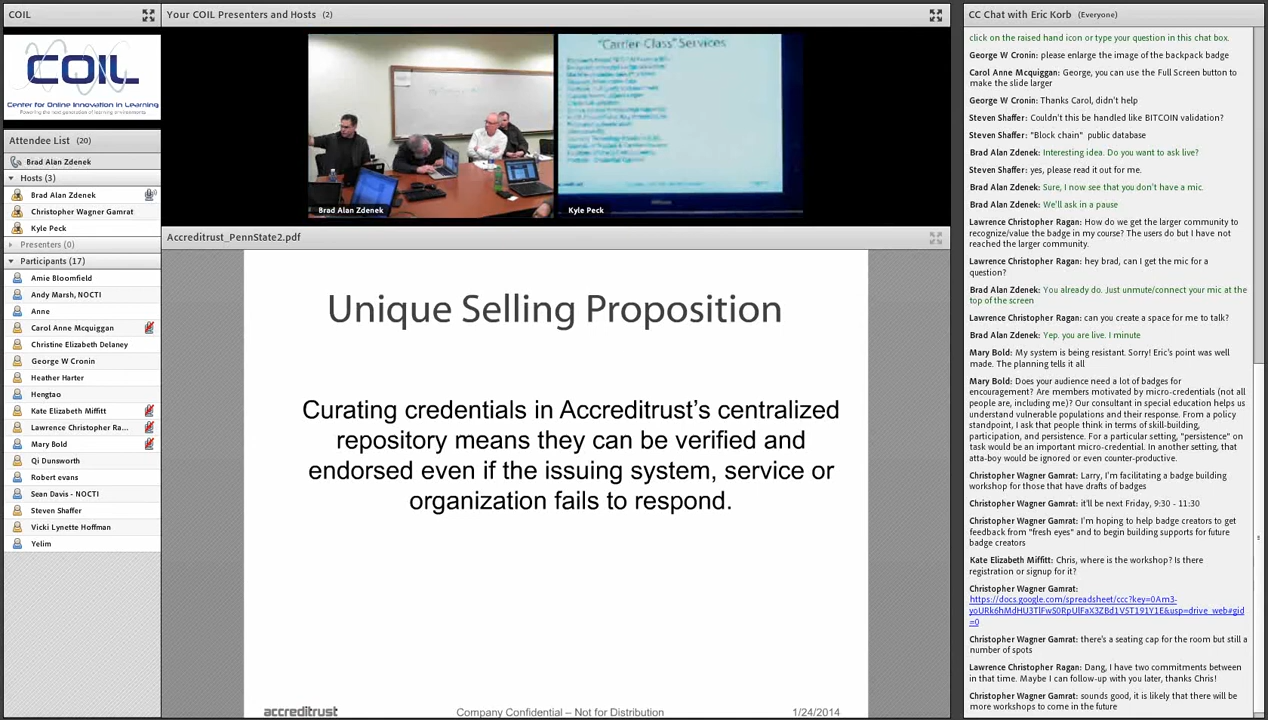 COIL
COIL
Center for Online Innovation in Learning
Powering the next generation of learning environments
Attendee List (20)
Brad Alan Zdenek
Hosts (3)
Brad Alan Zdenek
Christopher Wagner Gamrat
Kyle Peck
Presenters (0)
Participants (17)
Amie Bloomfield
Andy Marsh, NOCTI
Anne
Carol Anne Mcquiggan
Christine Elizabeth Delaney
George W Cronin
Heather Harter
Hengtao
Kate Elizabeth Miffitt
Lawrence Christopher Ra...
Mary Bold
Qi Dunsworth
Robert evans
Sean Davis - NOCTI
Steven Shaffer
Vicki Lynette Hoffman
Yelim
Your COIL Presenters and Hosts (2)
"Carrier Class" Services
Brad Alan Zdenek
Kyle Peck
Accreditrust_PennState2.pdf
Unique Selling Proposition
Curating credentials in Accreditrust's centralized
repository means they can be verified and
endorsed even if the issuing system, service or
organization fails to respond.
accreditrust
Company Confidential – Not for Distribution
1/24/2014
CC Chat with Eric Korb (Everyone)
click on the raised hand icon or type your question in this chat box.
George W Cronin: please enlarge the image of the backpack badge
Carol Anne Mcquiggan: George, you can use the Full Screen button to
make the slide larger
George W Cronin: Thanks Carol, didn't help
Steven Shaffer: Couldn't this be handled like BITCOIN validation?
Steven Shaffer: "Block chain" public database
Brad Alan Zdenek: Interesting idea. Do you want to ask live?
Steven Shaffer: yes, please read it out for me.
Brad Alan Zdenek: Sure, I now see that you don't have a mic.
Brad Alan Zdenek: We'll ask in a pause
Lawrence Christopher Ragan: How do we get the larger community to
recognize/value the badge in my course? The users do but I have not
reached the larger community.
Lawrence Christopher Ragan: hey brad, can I get the mic for a
question?
Brad Alan Zdenek: You already do. Just unmute/connect your mic at the
top of the screen
Lawrence Christopher Ragan: can you create a space for me to talk?
Brad Alan Zdenek: Yep. you are live. I minute
Mary Bold: My system is being resistant. Sorry! Eric's point was well
made. The planning tells it all
Mary Bold: Does your audience need a lot of badges for
encouragement? Are members motivated by micro-credentials (not all
people are, including me)? Our consultant in special education helps us
understand vulnerable populations and their response. From a policy
standpoint, I ask that people think in terms of skill-building,
participation, and persistence. For a particular setting, "persistence" on
task would be an important micro-credential. In another setting, that
atta-boy would be ignored or even counter-productive.
Christopher Wagner Gamrat: Larry, I'm facilitating a badge building
workshop for those that have drafts of badges
Christopher Wagner Gamrat: it'll be next Friday, 9:30 - 11:30
Christopher Wagner Gamrat: I'm hoping to help badge creators to get
feedback from "fresh eyes" and to begin building supports for future
badge creators
Kate Elizabeth Miffitt: Chris, where is the workshop? Is there
registration or signup for it?
Christopher Wagner Gamrat:
https://docs.google.com/spreadsheet/ccc?key=0Am3-
yoURk6hMdHU3TlFwS0RpUlFaX3ZBd1V5T191Y1E&usp=drive_web#gid
=0
Christopher Wagner Gamrat: there's a seating cap for the room but still a
number of spots
Lawrence Christopher Ragan: Dang, I have two commitments between
in that time. Maybe I can follow-up with you later, thanks Chris!
Christopher Wagner Gamrat: sounds good, it is likely that there will be
more workshops to come in the future